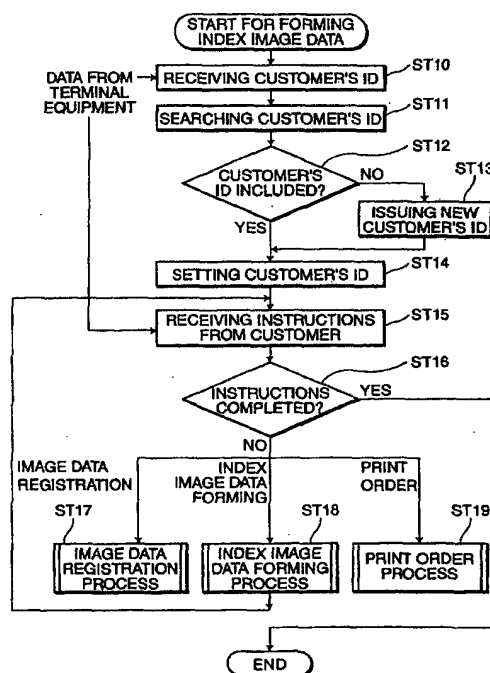 START FOR FORMING
INDEX IMAGE DATA
DATA FROM
TERMINAL
EQUIPMENT
RECEIVING CUSTOMER'S ID
ST10
SEARCHING CUSTOMER'S ID
ST11
CUSTOMER'S
ID INCLUDED?
ST12
NO
YES
ST13
ISSUING NEW
CUSTOMER'S ID
SETTING CUSTOMER'S ID
ST14
RECEIVING INSTRUCTIONS
FROM CUSTOMER
ST15
INSTRUCTIONS
COMPLETED?
ST16
YES
NO
IMAGE DATA
REGISTRATION
INDEX
IMAGE DATA
FORMING
PRINT
ORDER
ST17
ST18
ST19
IMAGE DATA
REGISTRATION
PROCESS
INDEX IMAGE
DATA FORMING
PROCESS
PRINT ORDER
PROCESS
END